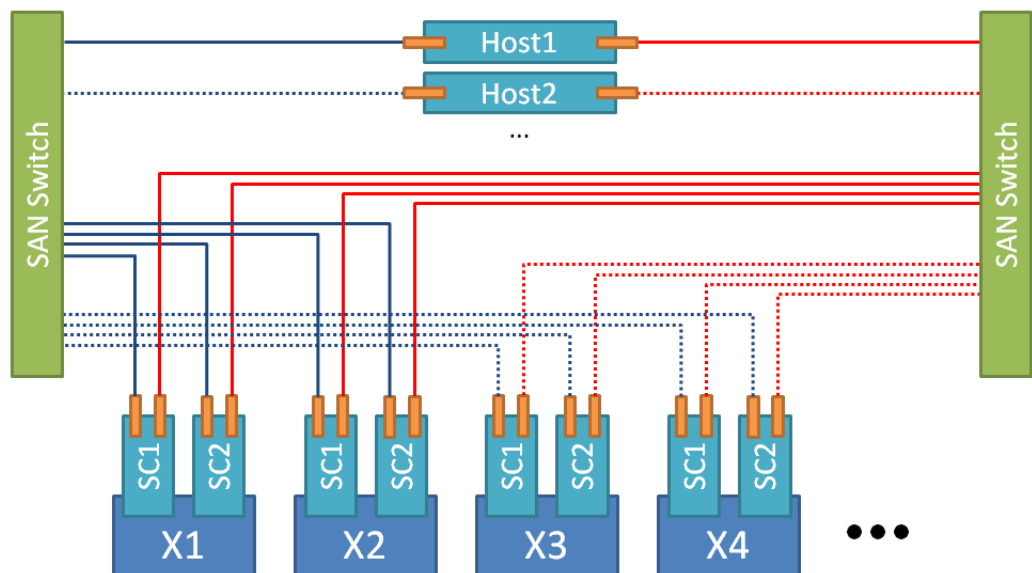 SAN Switch
Host1
Host2
...
SAN Switch
SC1
SC2
SC1
SC2
SC1
SC2
SC1
SC2
X1
X2
X3
X4
•••